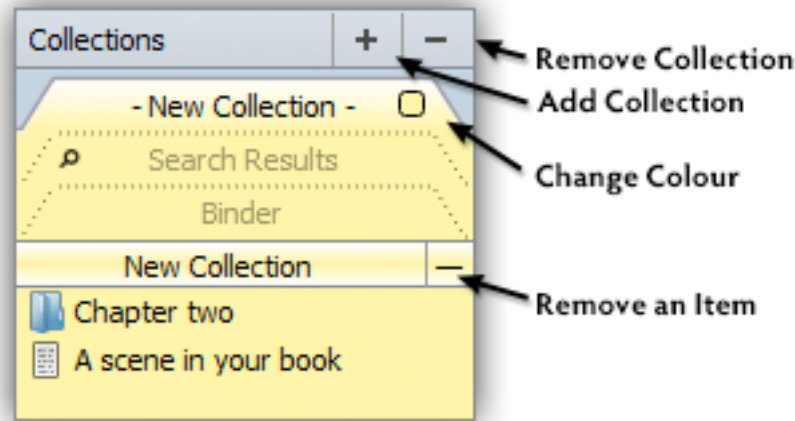 Collections + −
Remove Collection
Add Collection
- New Collection -
Change Colour
Search Results
Binder
New Collection —
Remove an Item
Chapter two
A scene in your book